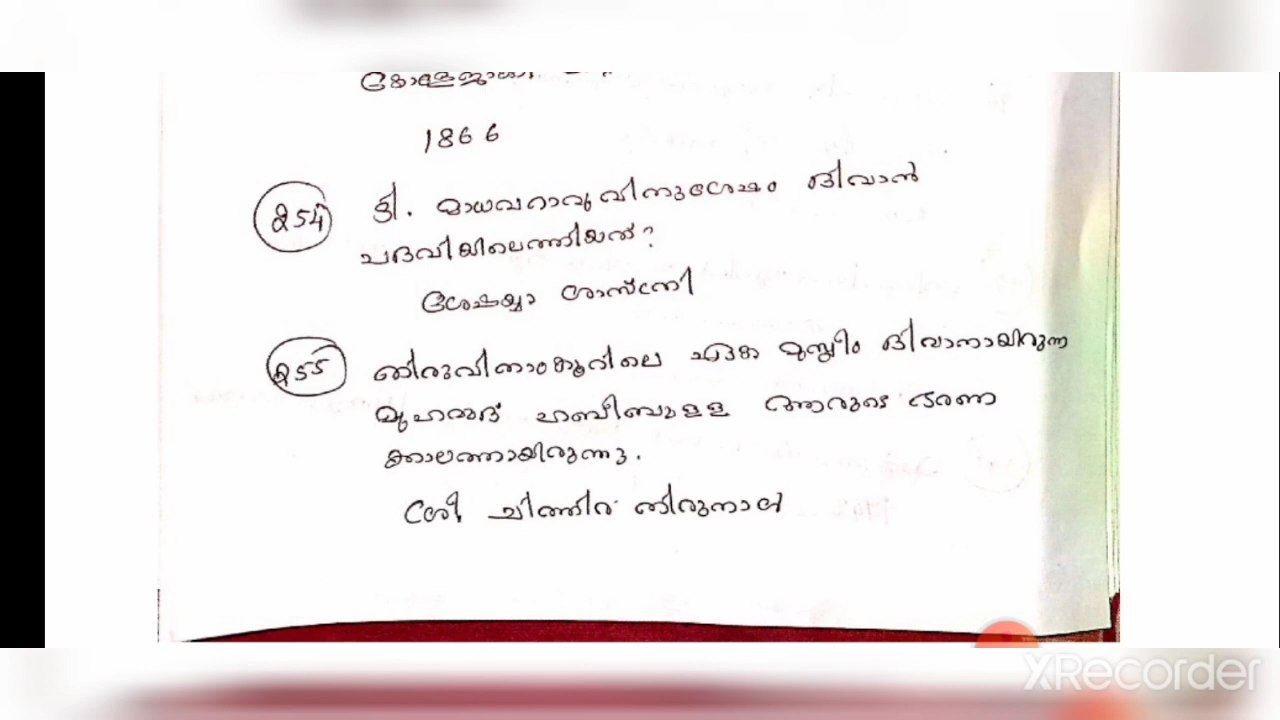 കോളേജാക്കി
1866
254 ടി. മാധവറാവുവിനുശേഷം ദിവാൻ
പദവിയിലെത്തിയത്?
ശേഷയ്യാ ശാസ്ത്രി
255 തിരുവിതാംകൂറിലെ ഏക മുസ്ലീം ദിവാനായിരുന്ന
മുഹമ്മദ് ഹബീബുള്ള ആരുടെ ഭരണ
ക്കാലത്തായിരുന്നു.
ശ്രീ ചിത്തിര തിരുനാൾ
XRecorder